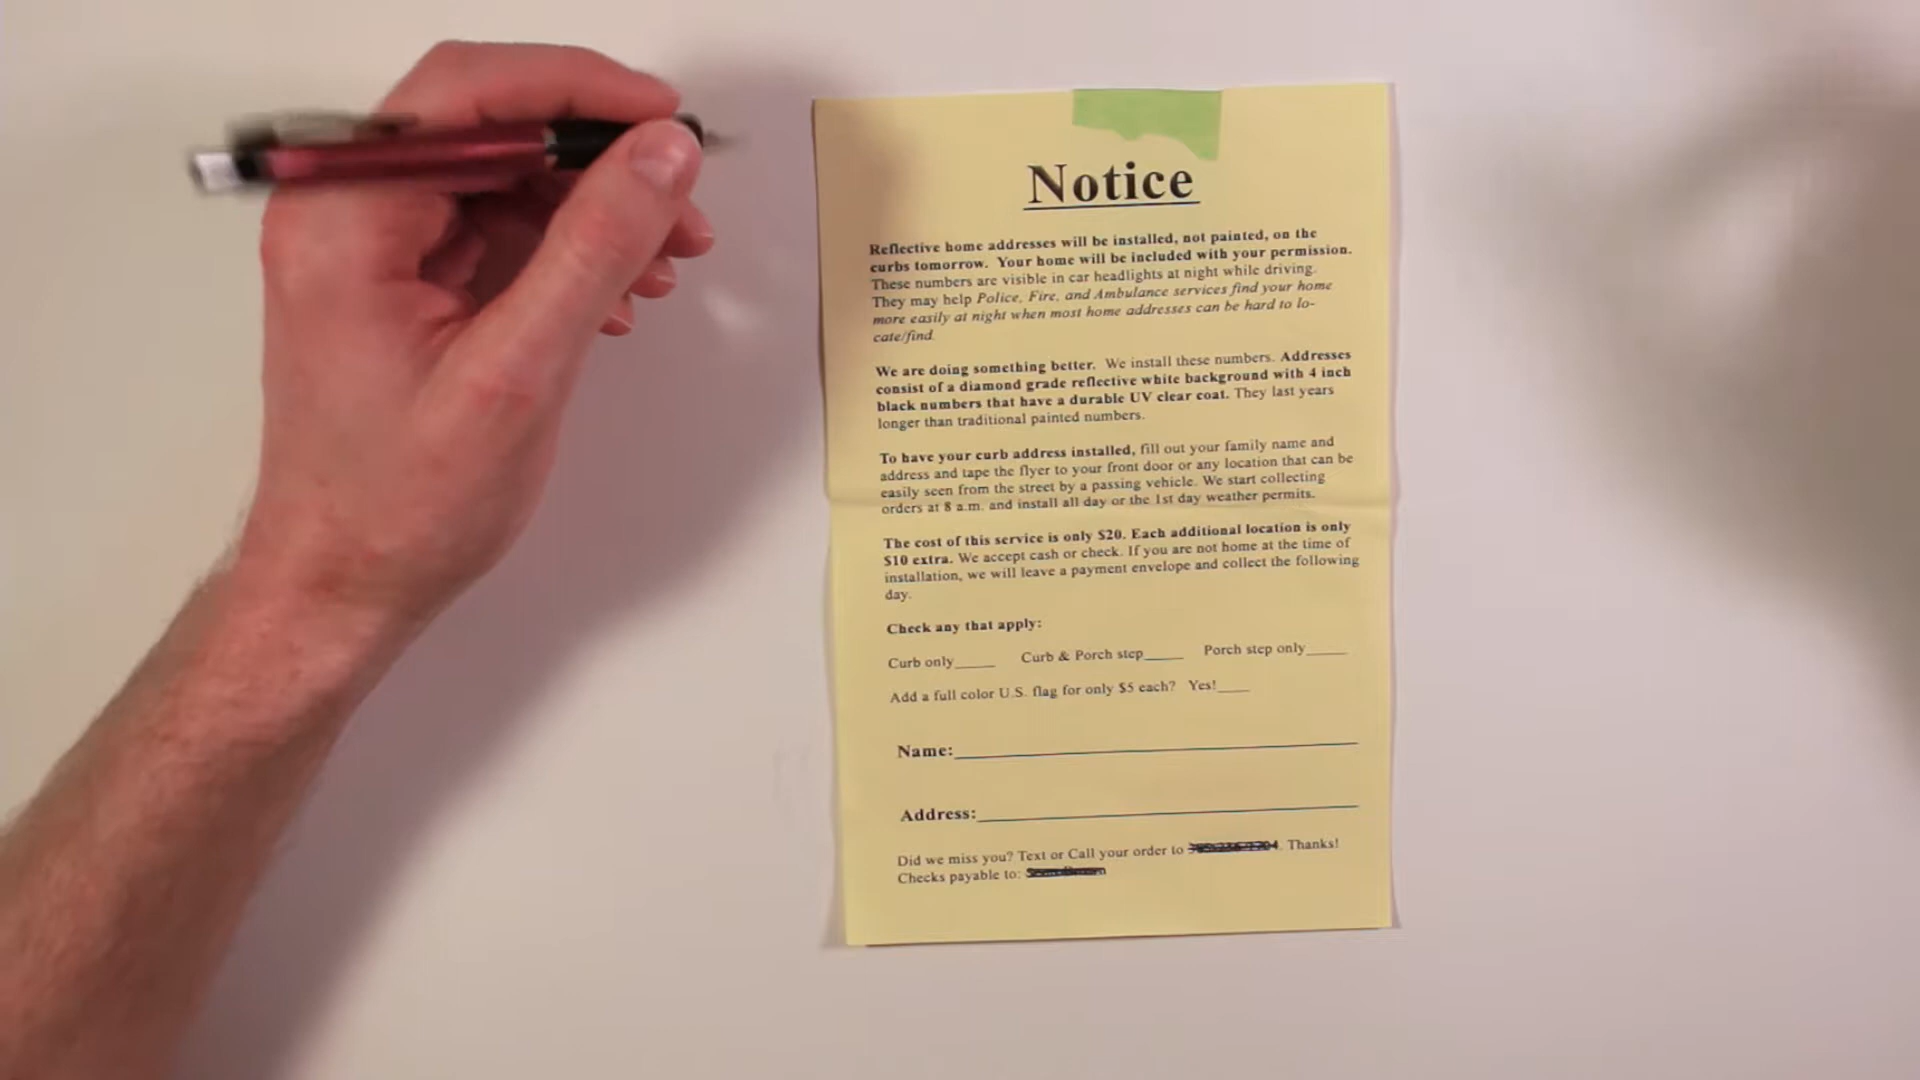 Notice
Reflective home addresses will be installed, not painted, on the
curbs tomorrow. Your home will be included with your permission.
These numbers are visible in car headlights at night while driving.
They may help Police, Fire, and Ambulance services find your home
more easily at night when most home addresses can be hard to lo-
cate/find.
We are doing something better. We install these numbers. Addresses
consist of a diamond grade reflective white background with 4 inch
black numbers that have a durable UV clear coat. They last years
longer than traditional painted numbers.
To have your curb address installed, fill out your family name and
address and tape the flyer to your front door or any location that can be
easily seen from the street by a passing vehicle. We start collecting
orders at 8 a.m. and install all day or the 1st day weather permits.
The cost of this service is only $20. Each additional location is only
$10 extra. We accept cash or check. If you are not home at the time of
installation, we will leave a payment envelope and collect the following
day.
Check any that apply:
Curb only_____ Curb & Porch step_____ Porch step only_____
Add a full color U.S. flag for only $5 each? Yes!____
Name:
Address:
Did we miss you? Text or Call your order to . Thanks!
Checks payable to: